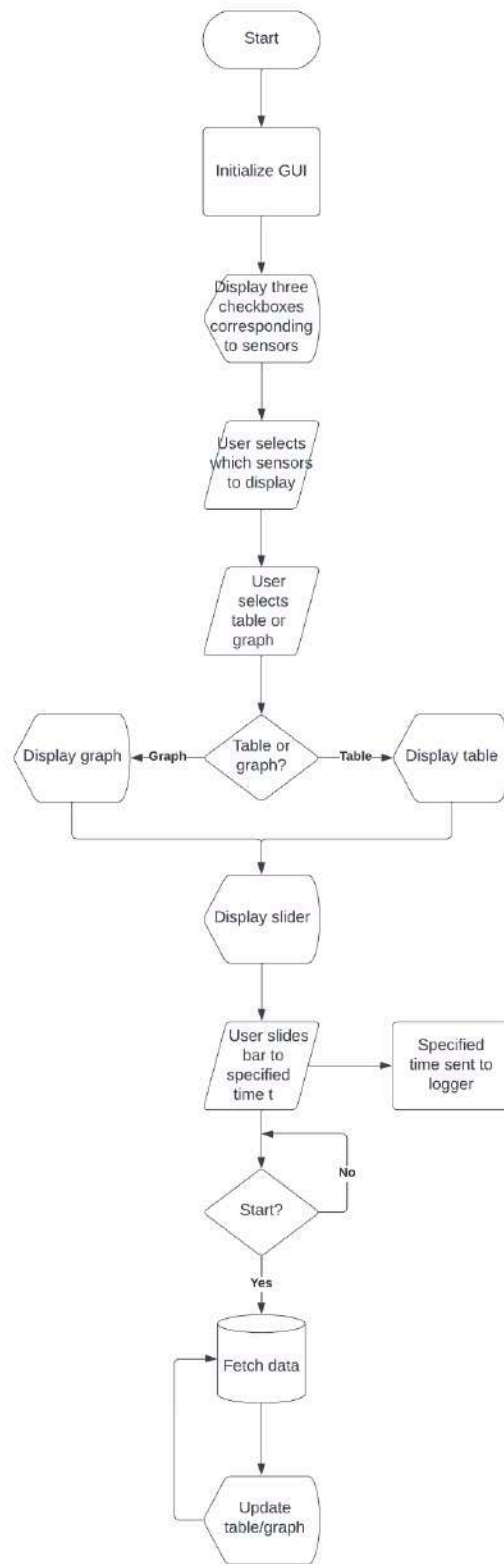 Start
Initialize GUI
Display three
checkboxes
corresponding
to sensors
User selects
which sensors
to display
User
selects
table or
graph
Display graph
Graph
Table or
graph?
Table
Display table
Display slider
User slides
bar to
specified
time t
Specified
time sent to
logger
No
Start?
Yes
Fetch data
Update
table/graph